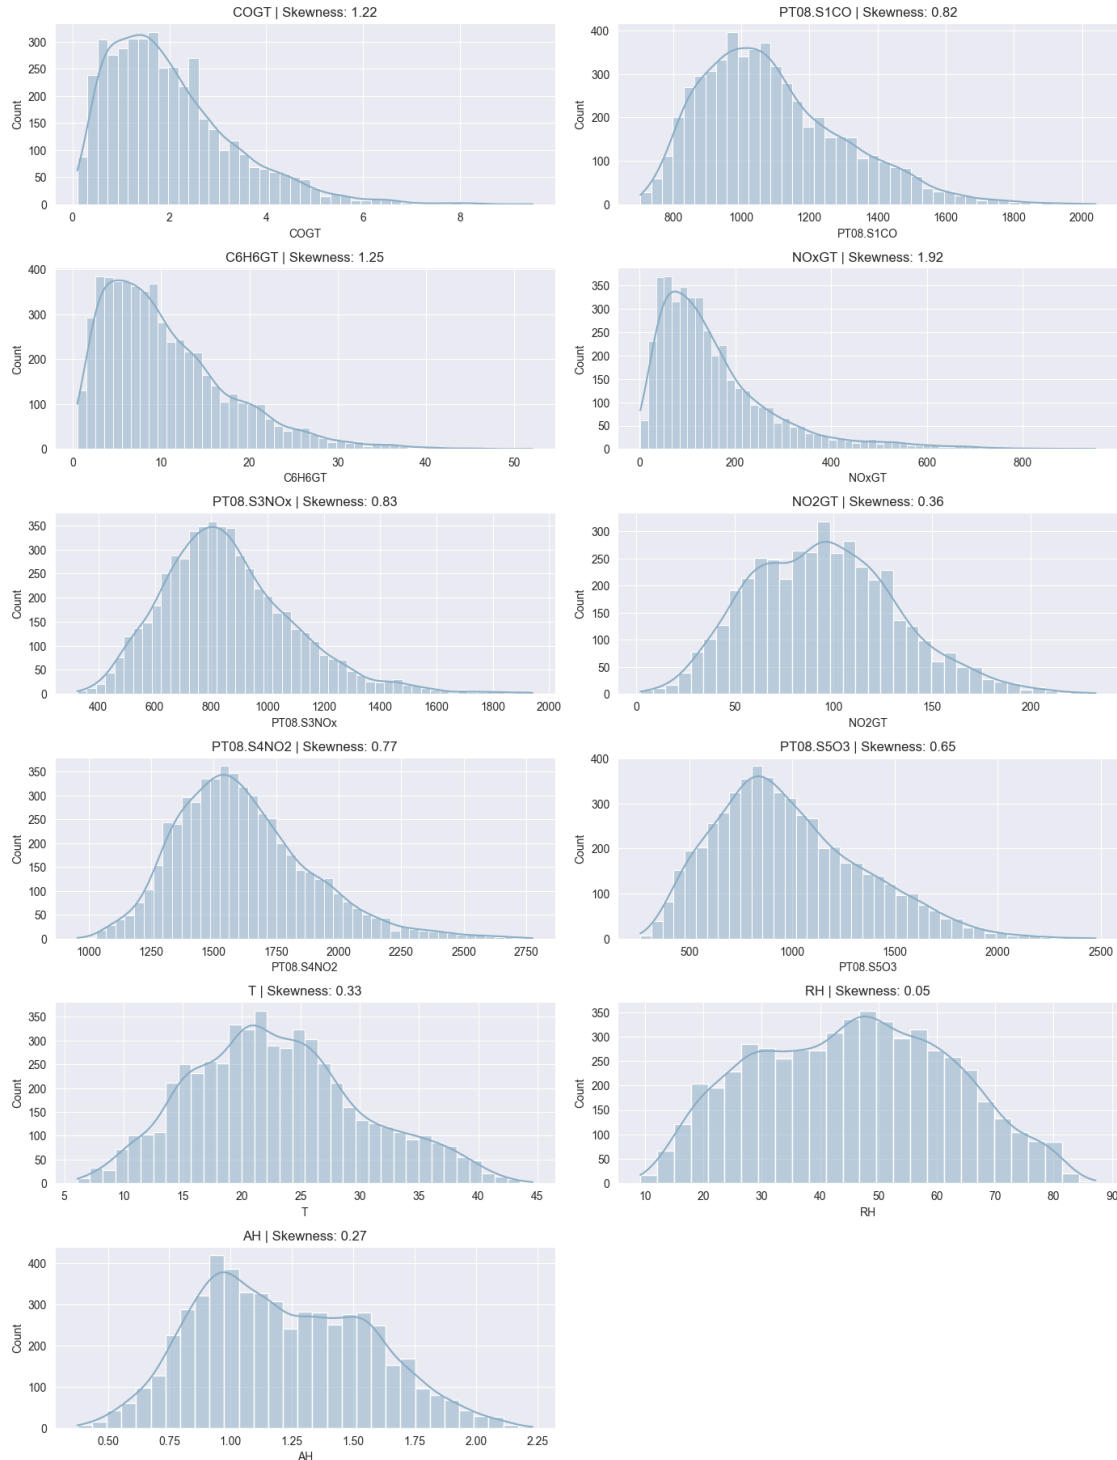 COGT | Skewness: 1.22
Count
300
250
200
150
100
50
0
0 2 4 6 8
COGT
PT08.S1CO | Skewness: 0.82
Count
400
300
200
100
0
800 1000 1200 1400 1600 1800 2000
PT08.S1CO
C6H6GT | Skewness: 1.25
Count
400
300
200
100
0
0 10 20 30 40 50
C6H6GT
NOxGT | Skewness: 1.92
Count
350
300
250
200
150
100
50
0
0 200 400 600 800
NOxGT
PT08.S3NOx | Skewness: 0.83
Count
350
300
250
200
150
100
50
0
400 600 800 1000 1200 1400 1600 1800 2000
PT08.S3NOx
NO2GT | Skewness: 0.36
Count
300
250
200
150
100
50
0
0 50 100 150 200
NO2GT
PT08.S4NO2 | Skewness: 0.77
Count
350
300
250
200
150
100
50
0
1000 1250 1500 1750 2000 2250 2500 2750
PT08.S4NO2
PT08.S5O3 | Skewness: 0.65
Count
400
300
200
100
0
500 1000 1500 2000 2500
PT08.S5O3
T | Skewness: 0.33
Count
350
300
250
200
150
100
50
0
5 10 15 20 25 30 35 40 45
T
RH | Skewness: 0.05
Count
350
300
250
200
150
100
50
0
10 20 30 40 50 60 70 80 90
RH
AH | Skewness: 0.27
Count
400
300
200
100
0
0.50 0.75 1.00 1.25 1.50 1.75 2.00 2.25
AH